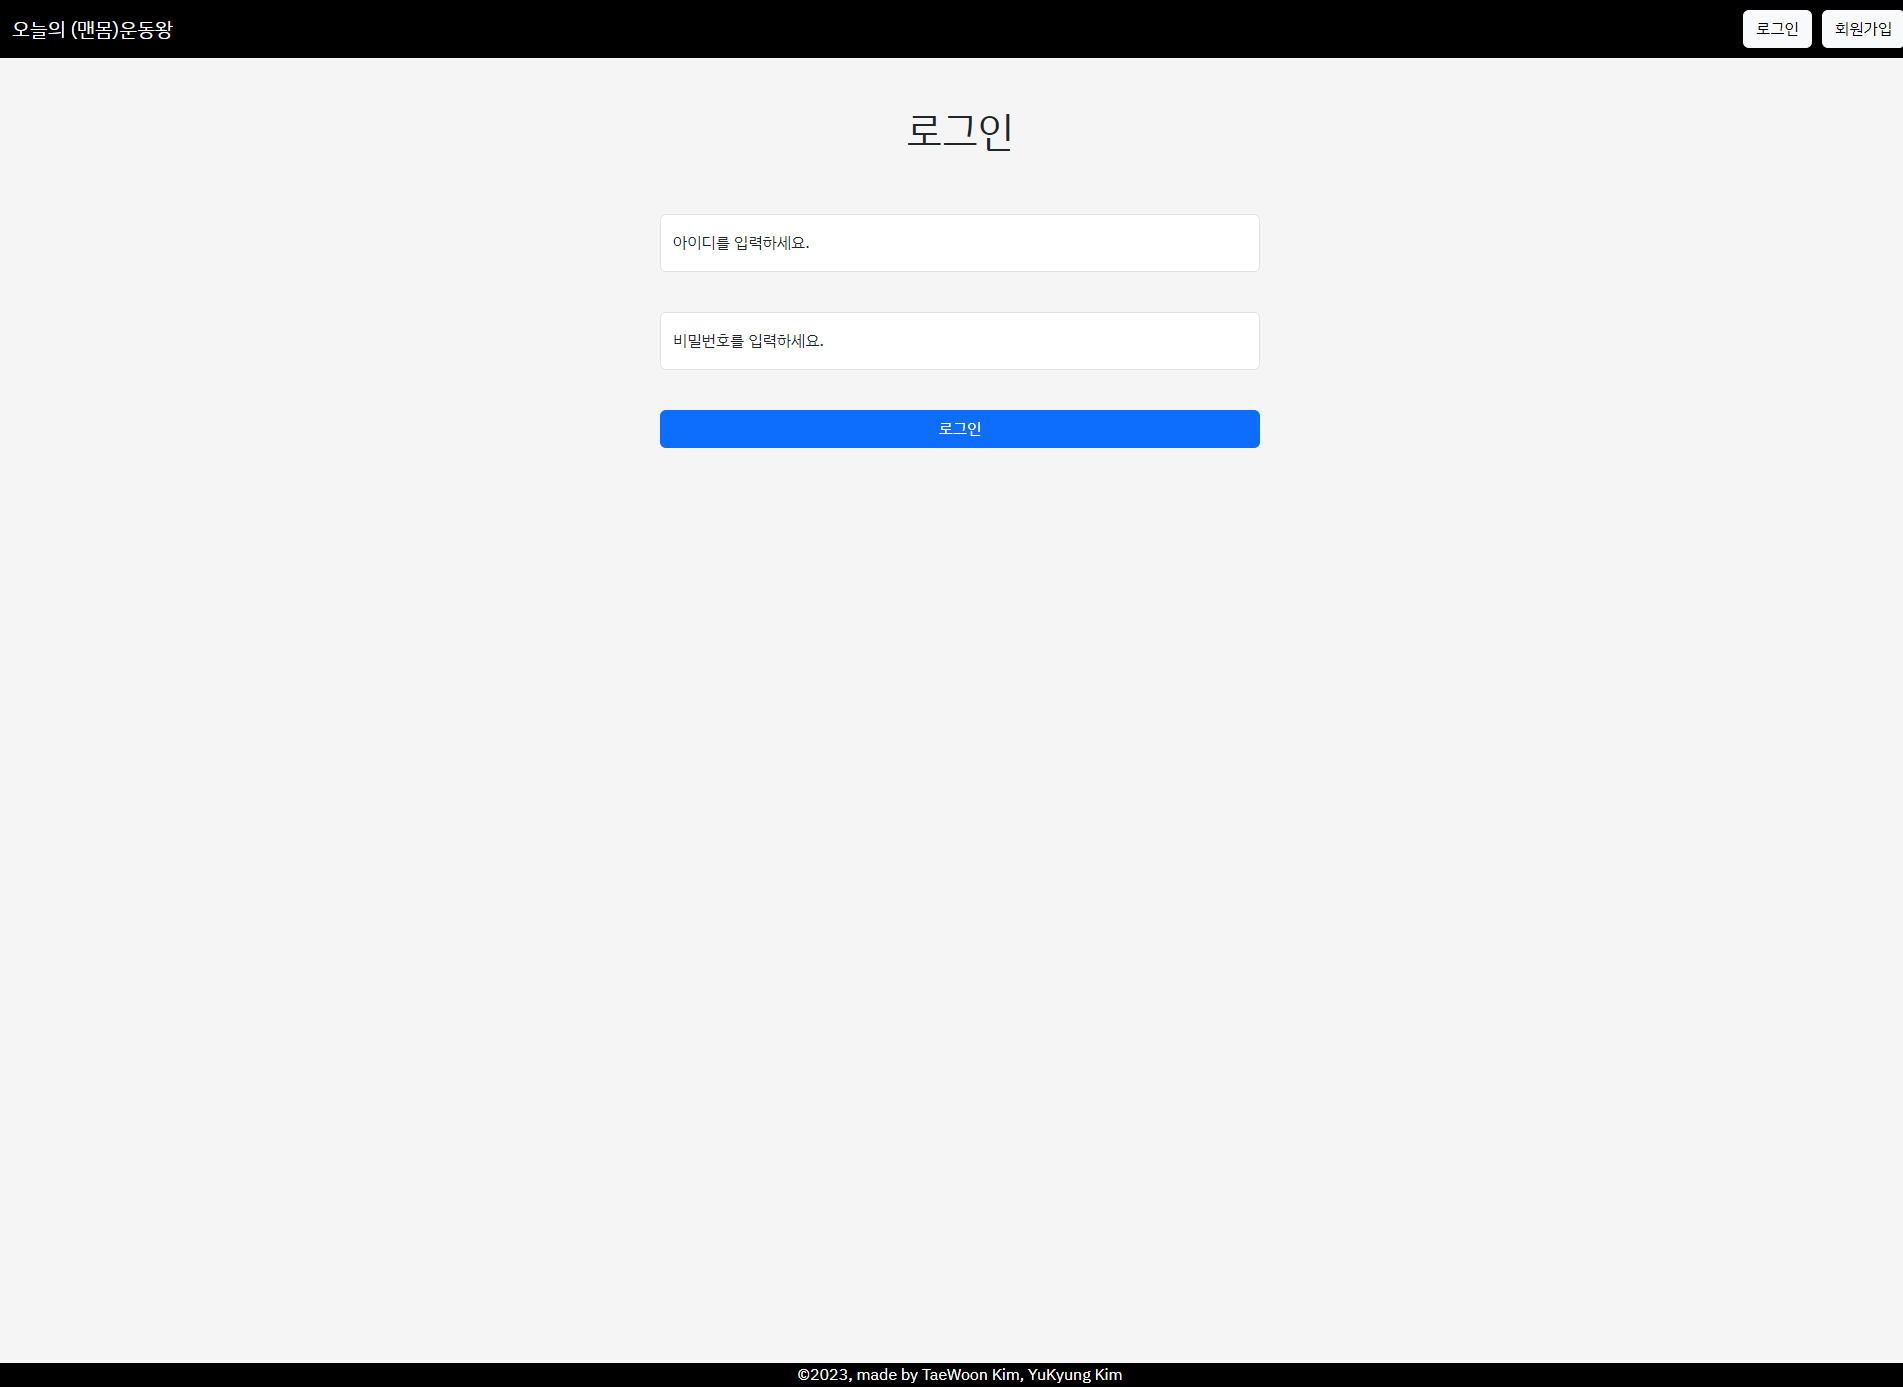 오늘의 (맨몸)운동왕
로그인
회원가입
로그인
아이디를 입력하세요.
비밀번호를 입력하세요.
로그인
©2023, made by TaeWoon Kim, YuKyung Kim